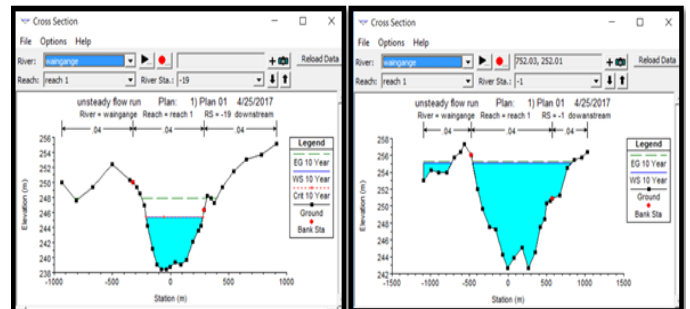 Cross Section
File Options Help
River: waingange Reload Data
Reach: reach 1 River Sta.: -19
unsteady flow run Plan: 1) Plan 01 4/25/2017
River = waingange Reach = reach 1 RS = -19 downstream
.04 .04 .04
Elevation (m)
256
254
252
250
248
246
244
242
240
238
-1000 -500 0 500 1000
Station (m)
Legend
EG 10 Year
WS 10 Year
Crit 10 Year
Ground
Bank Sta
Cross Section
File Options Help
River: waingange 752.03, 252.01 Reload Data
Reach: reach 1 River Sta.: -1
unsteady flow run Plan: 1) Plan 01 4/25/2017
River = waingange Reach = reach 1 RS = -1 downstream
.04 .04 .04
Elevation (m)
258
256
254
252
250
248
246
244
242
-1500 -1000 -500 0 500 1000 1500
Station (m)
Legend
EG 10 Year
WS 10 Year
Ground
Bank Sta